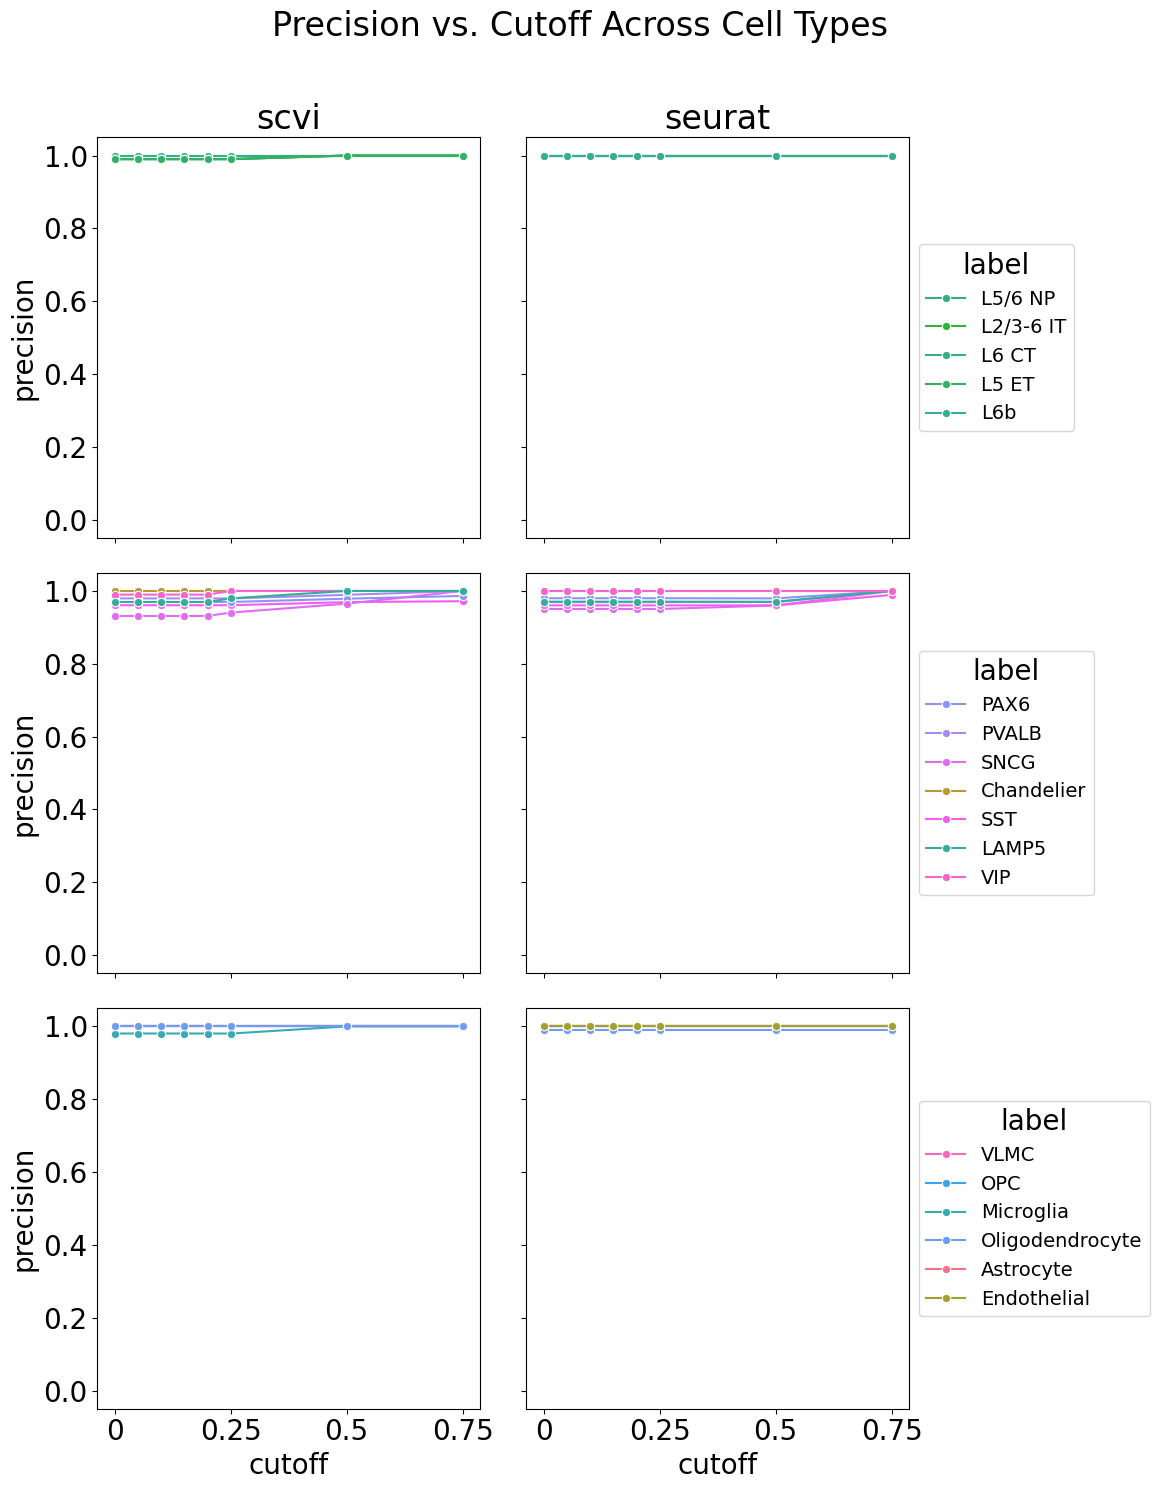 Precision vs. Cutoff Across Cell Types
scvi
seurat
1.0
0.8
0.6
0.4
0.2
0.0
precision
label
L5/6 NP
L2/3-6 IT
L6 CT
L5 ET
L6b
1.0
0.8
0.6
0.4
0.2
0.0
precision
label
PAX6
PVALB
SNCG
Chandelier
SST
LAMP5
VIP
1.0
0.8
0.6
0.4
0.2
0.0
precision
label
VLMC
OPC
Microglia
Oligodendrocyte
Astrocyte
Endothelial
0 0.25 0.5 0.75
cutoff
0 0.25 0.5 0.75
cutoff